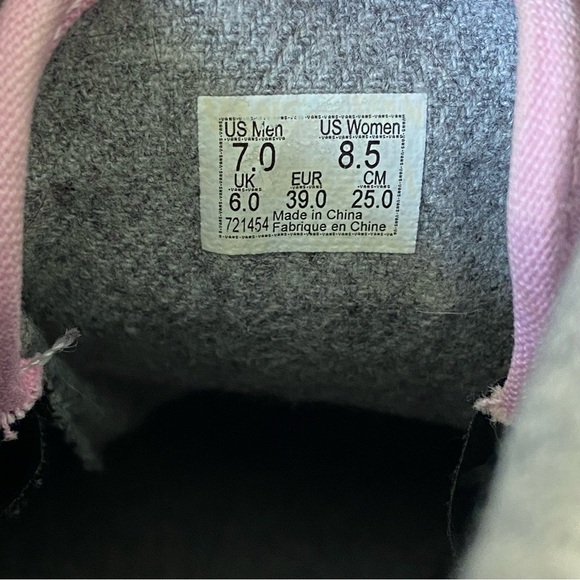 US Men US Women
7.0 8.5
UK EUR CM
6.0 39.0 25.0
721454 Made in China
Fabrique en Chine